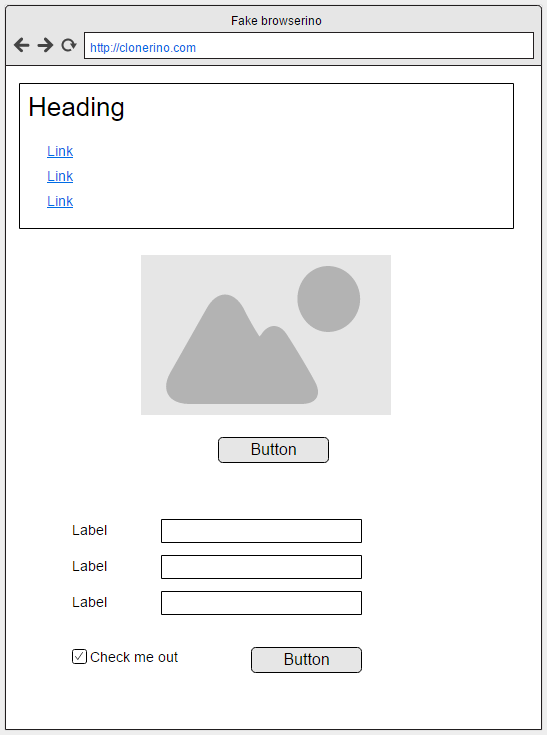 Fake browserino
http://clonerino.com
Heading
Link
Link
Link
Button
Label
Label
Label
Check me out
Button